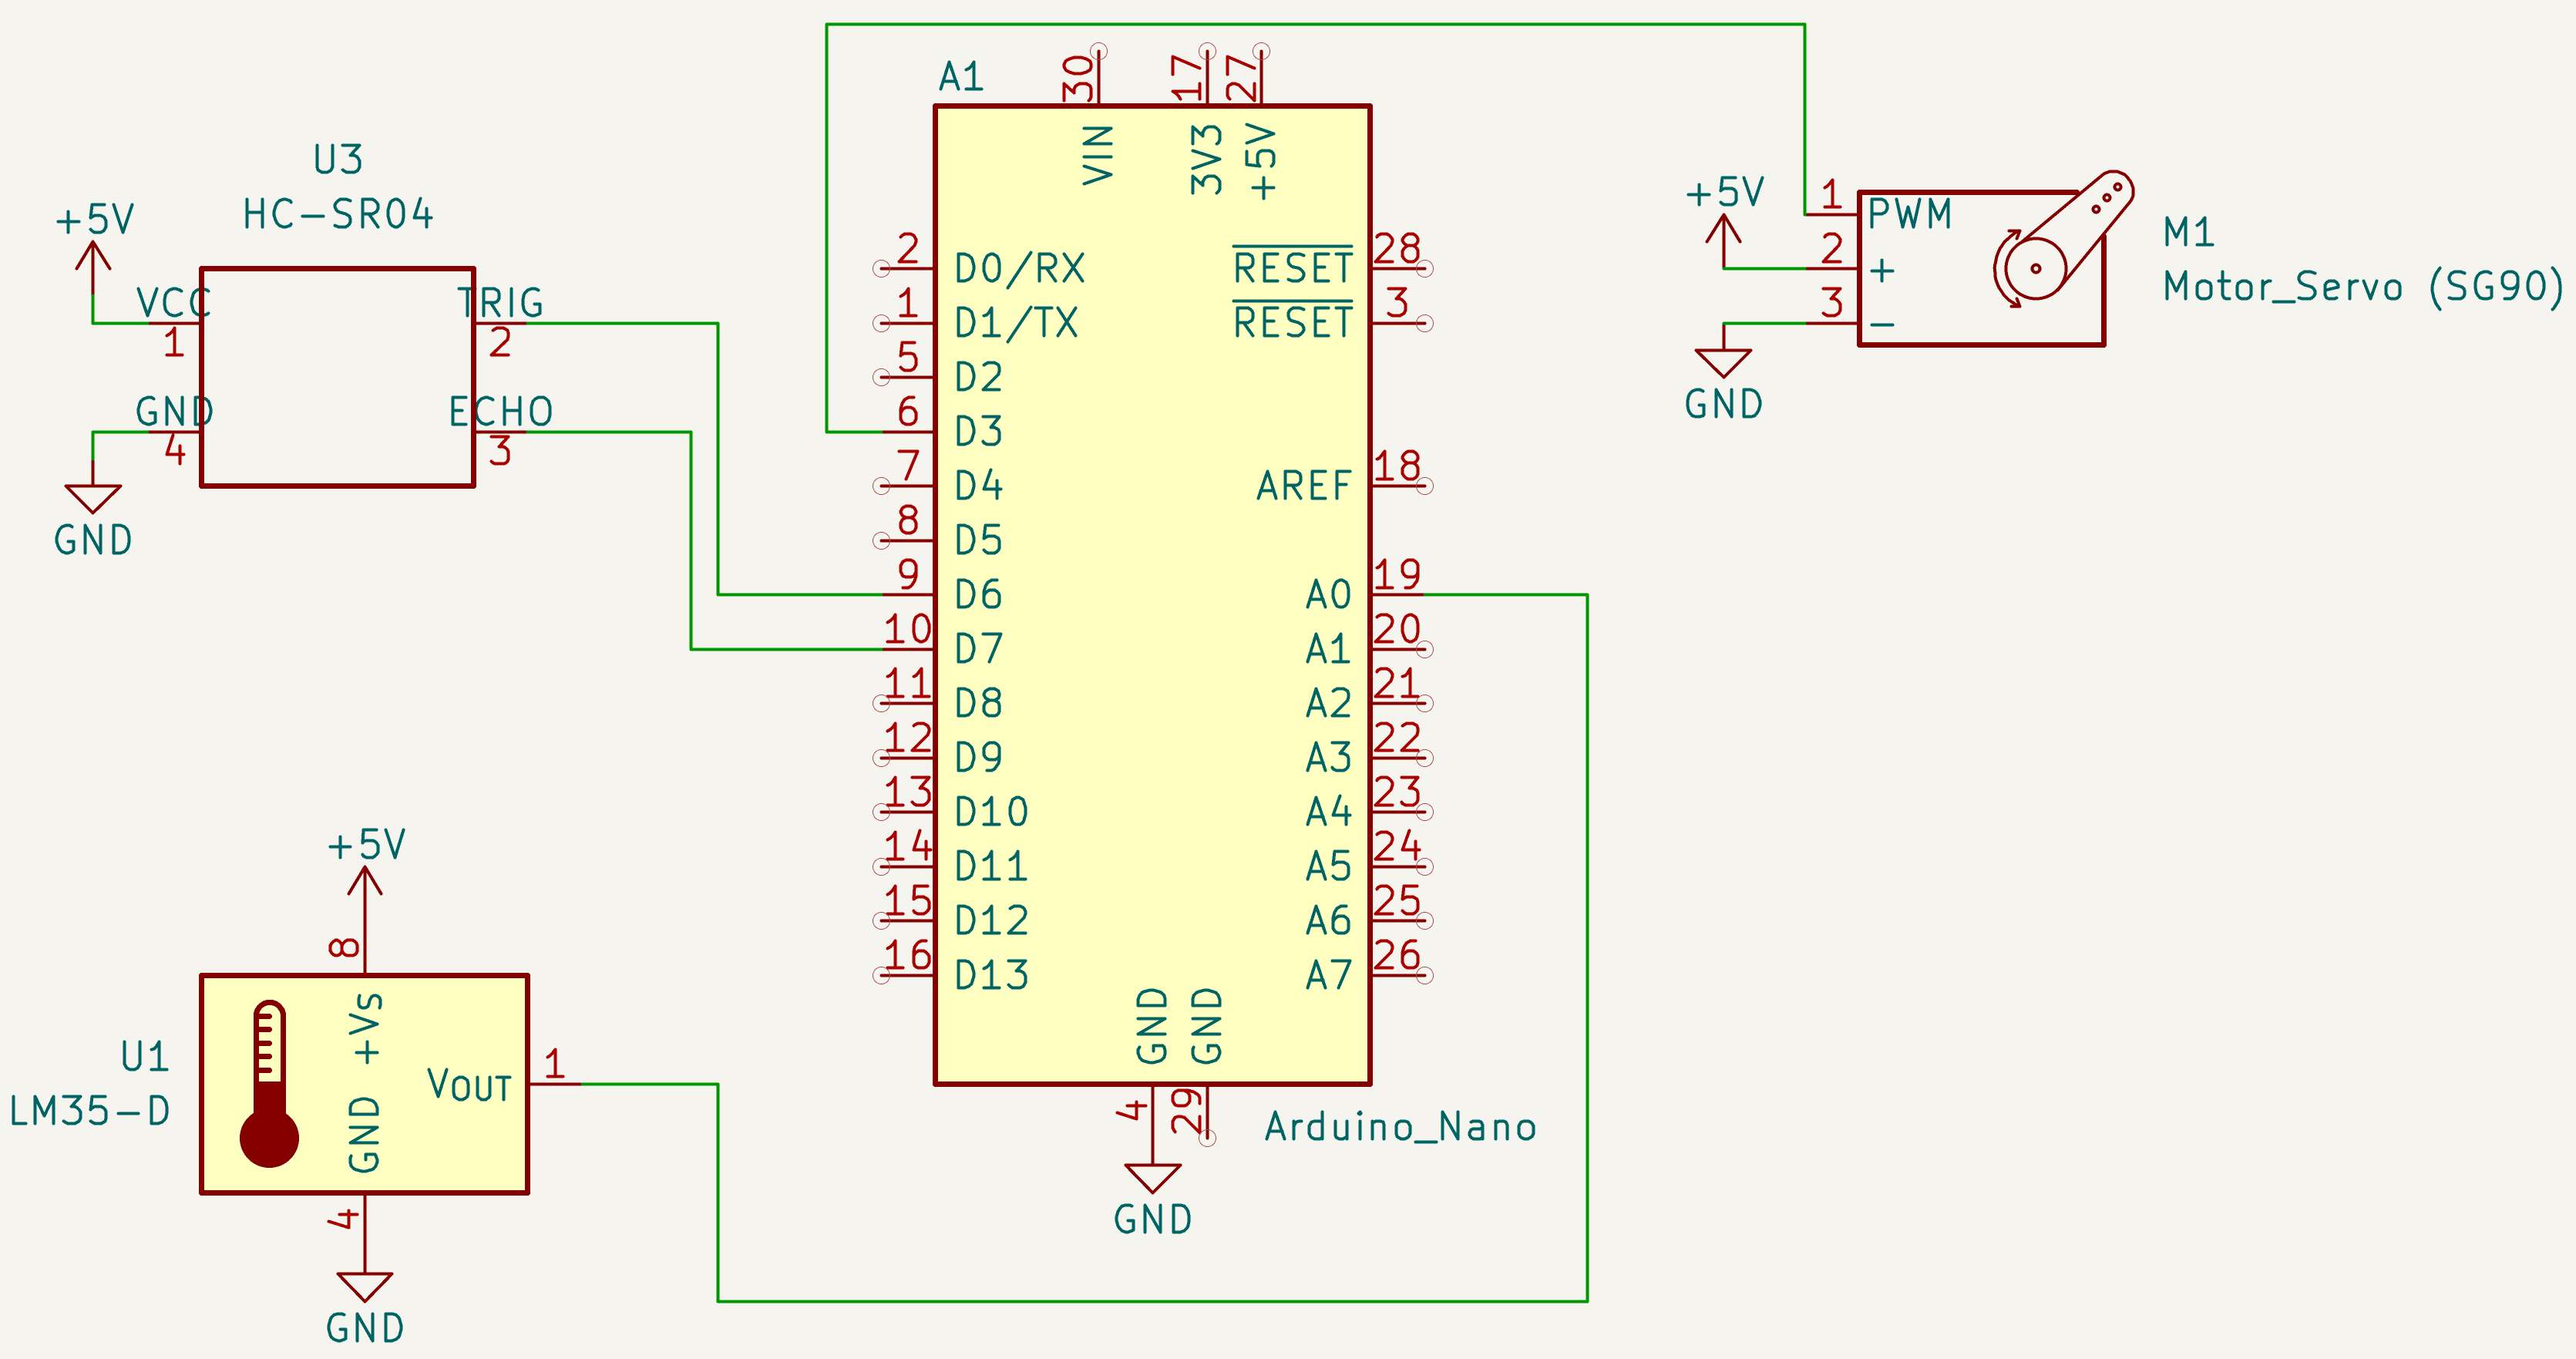 U3
HC-SR04
+5V
VCC
1
GND
4
GND
TRIG
2
ECHO
3
A1
30
17
27
VIN
3V3
+5V
2
D0/RX
1
D1/TX
5
D2
6
D3
7
D4
8
D5
9
D6
10
D7
11
D8
12
D9
13
D10
14
D11
15
D12
16
D13
RESET
28
RESET
3
AREF
18
A0
19
A1
20
A2
21
A3
22
A4
23
A5
24
A6
25
A7
26
GND
GND
4
29
Arduino_Nano
GND
+5V
1
PWM
2
+
3
−
GND
M1
Motor_Servo (SG90)
+5V
8
+Vs
U1
LM35-D
GND
VOUT
1
4
GND